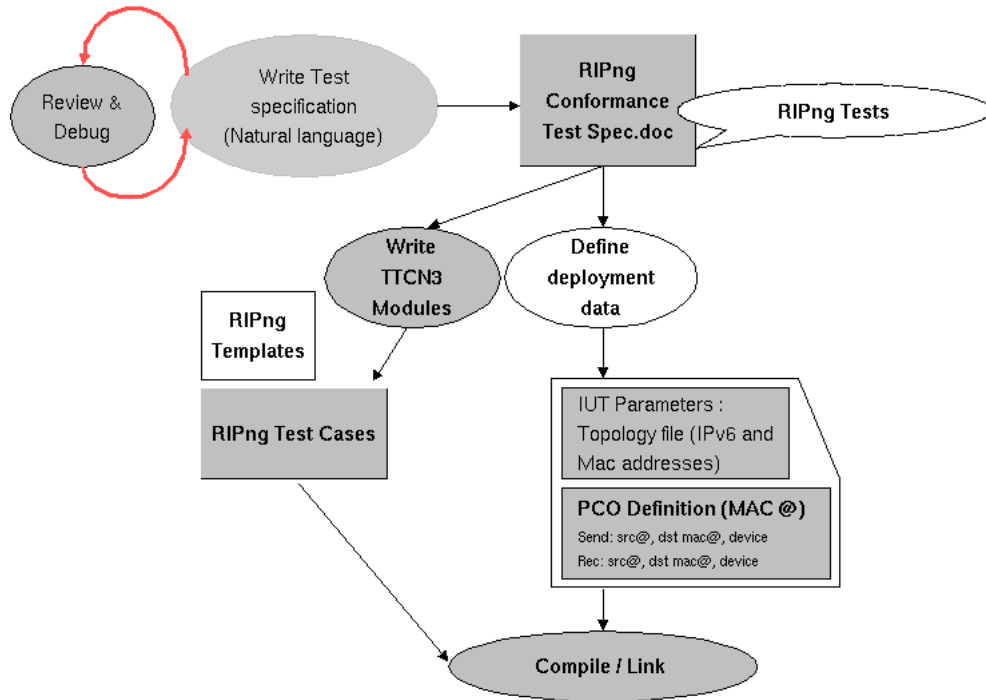 Review &
Debug
Write Test
specification
(Natural language)
RIPng
Conformance
Test Spec.doc
RIPng Tests
Write
TTCN3
Modules
Define
deployment
data
RIPng
Templates
RIPng Test Cases
IUT Parameters :
Topology file (IPv6 and
Mac addresses)
PCO Definition (MAC @)
Send: src@, dst mac@, device
Rec: src@, dst mac@, device
Compile / Link